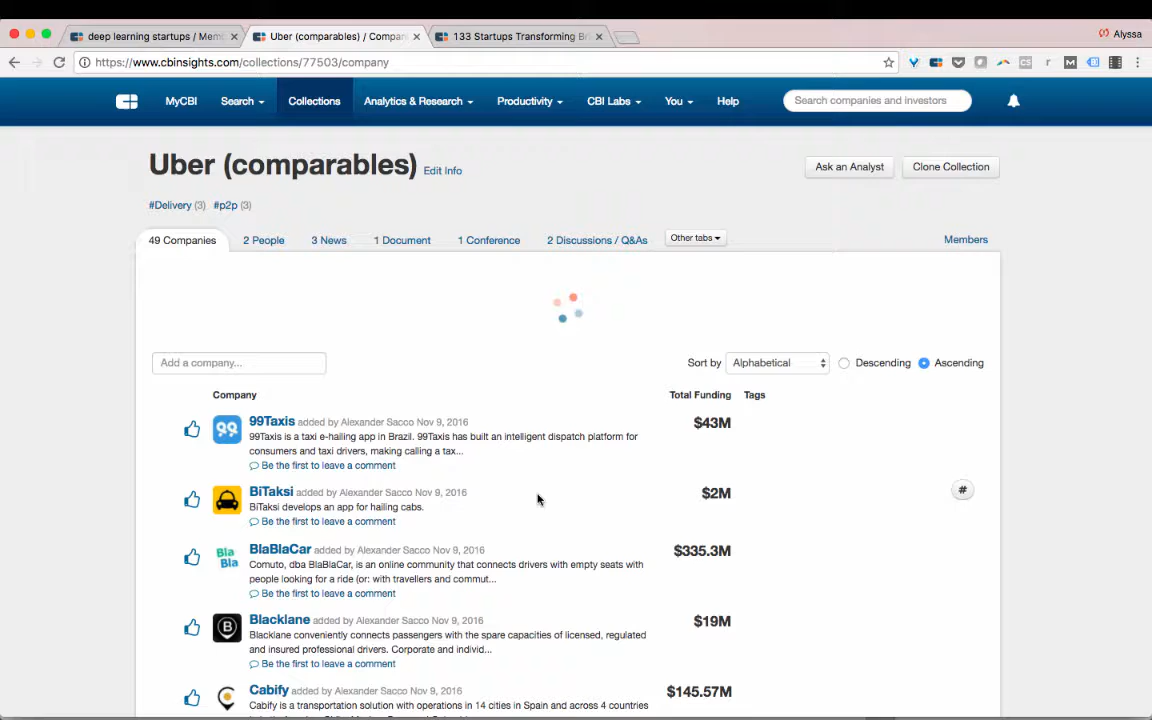 deep learning startups / Mem
Uber (comparables) / Compan
133 Startups Transforming Br
Alyssa
https://www.cbinsights.com/collections/77503/company
MyCBI Search Collections Analytics & Research Productivity CBI Labs You Help Search companies and investors
Uber (comparables) Edit Info Ask an Analyst Clone Collection
#Delivery (3) #p2p (3)
49 Companies 2 People 3 News 1 Document 1 Conference 2 Discussions / Q&As Other tabs Members
Add a company... Sort by Alphabetical Descending Ascending
Company Total Funding Tags
99 99Taxis added by Alexander Sacco Nov 9, 2016 $43M
99Taxis is a taxi e-hailing app in Brazil. 99Taxis has built an intelligent dispatch platform for
consumers and taxi drivers, making calling a tax...
Be the first to leave a comment
BiTaksi added by Alexander Sacco Nov 9, 2016 $2M #
BiTaksi develops an app for hailing cabs.
Be the first to leave a comment
Bla Bla BlaBlaCar added by Alexander Sacco Nov 9, 2016 $335.3M
Comuto, dba BlaBlaCar, is an online community that connects drivers with empty seats with
people looking for a ride (or: with travellers and commut...
Be the first to leave a comment
B Blacklane added by Alexander Sacco Nov 9, 2016 $19M
Blacklane conveniently connects passengers with the spare capacities of licensed, regulated
and insured professional drivers. Corporate and individ...
Be the first to leave a comment
Cabify added by Alexander Sacco Nov 9, 2016 $145.57M
Cabify is a transportation solution with operations in 14 cities in Spain and across 4 countries